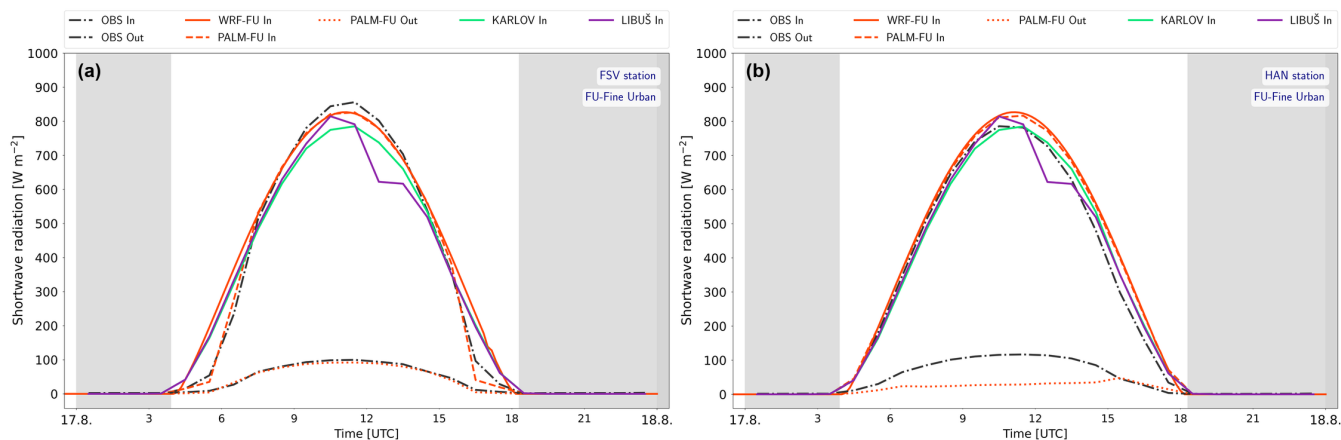 OBS In WRF-FU In PALM-FU Out KARLOV In LIBUŠ In
OBS Out PALM-FU In
(a)
FSV station
FU-Fine Urban
Shortwave radiation [W m−2]
1000
900
800
700
600
500
400
300
200
100
0
17.8. 3 6 9 12 15 18 21 18.8.
Time [UTC]
OBS In WRF-FU In PALM-FU Out KARLOV In LIBUŠ In
OBS Out PALM-FU In
(b)
HAN station
FU-Fine Urban
Shortwave radiation [W m−2]
1000
900
800
700
600
500
400
300
200
100
0
17.8. 3 6 9 12 15 18 21 18.8.
Time [UTC]